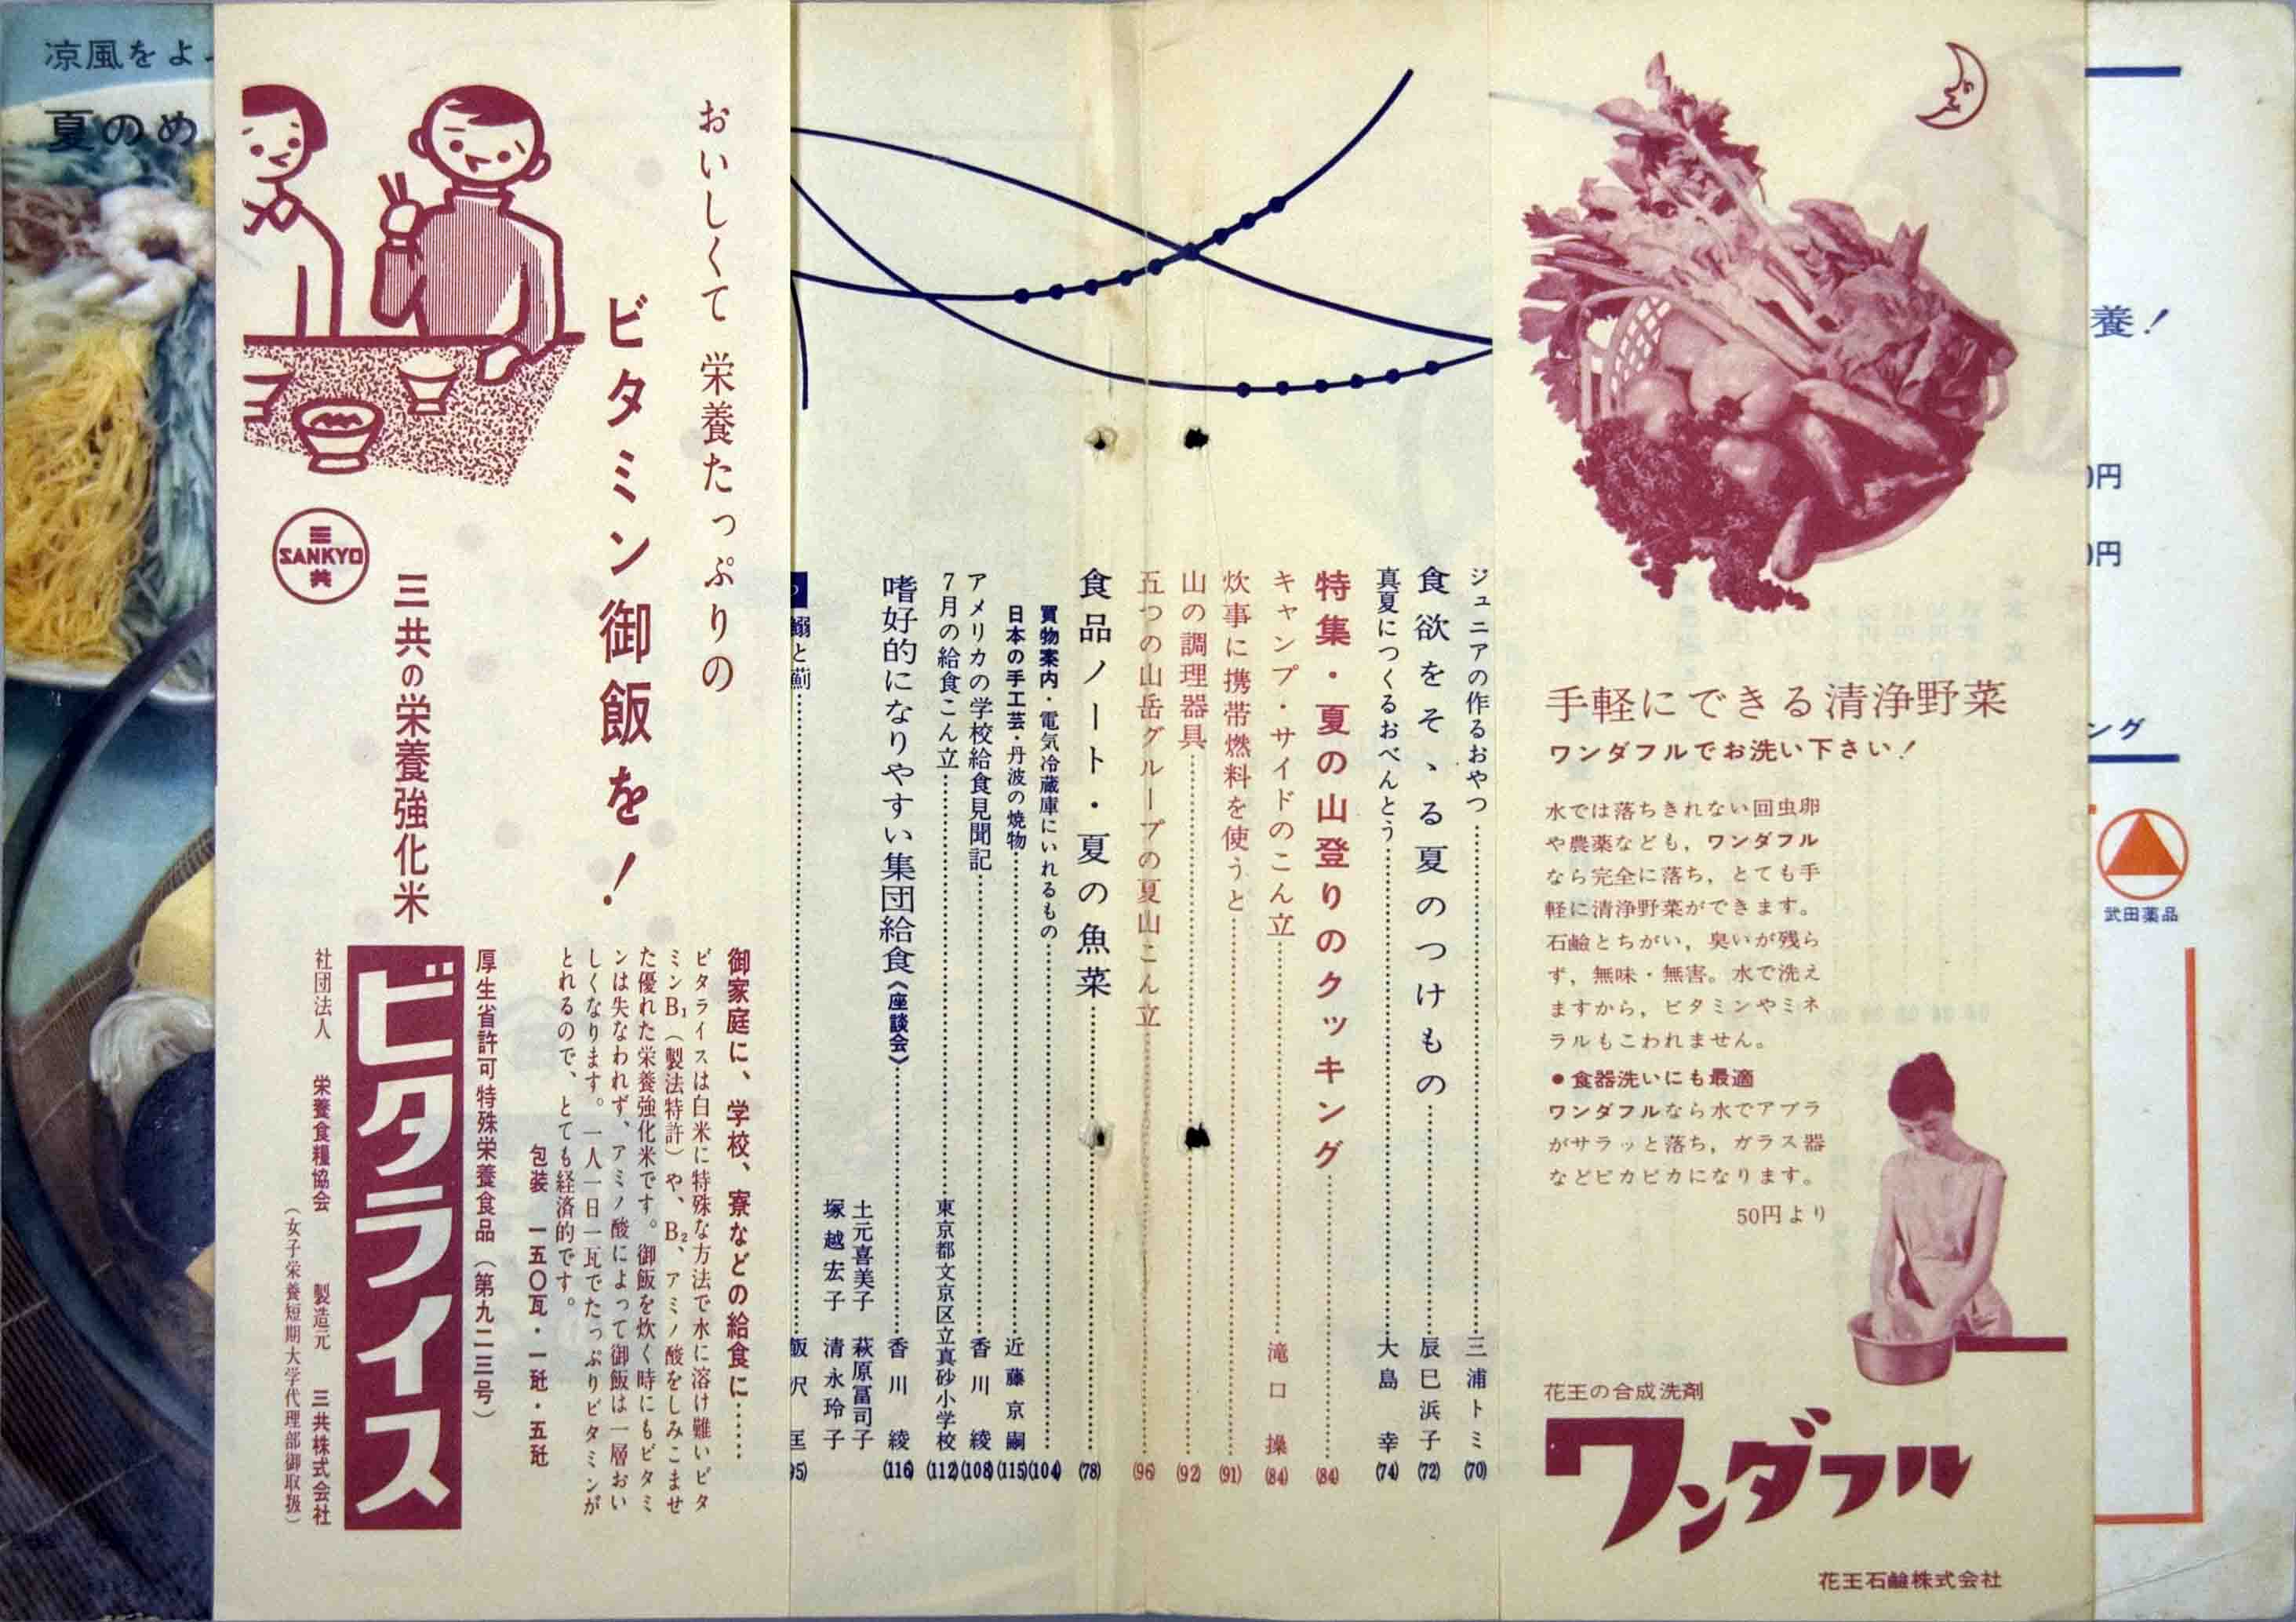 養!
円
円
ング
武田薬品
手軽にできる清浄野菜
ワンダフルでお洗い下さい!
水では落ちきれない回虫卵
や農薬なども,ワンダフル
なら完全に落ち,とても手
軽に清浄野菜ができます。
石鹼とちがい,臭いが残ら
ず,無味・無害。水で洗え
ますから,ビタミンやミネ
ラルもこわれません。
●食器洗いにも最適
ワンダフルなら水でアブラ
がサラッと落ち,ガラス器
などピカピカになります。
50円より
花王の合成洗剤
ワンダフル
花王石鹼株式会社
ジュニアの作るおやつ……三浦トミ(70)
食欲をそゝる夏のつけもの……辰巳浜子(72)
真夏につくるおべんとう……大島 幸(74)
特集・夏の山登りのクッキング……(84)
キャンプ・サイドのこん立……滝口 操(84)
炊事に携帯燃料を使うと……(91)
山の調理器具……(92)
五つの山岳グループの夏山こん立……(96)
食品ノート・夏の魚菜……(78)
買物案内・電気冷蔵庫にいれるもの……(104)
日本の手工芸・丹波の焼物……近藤京嗣(115)
アメリカの学校給食見聞記……香川 綾(108)
7月の給食こん立……東京都文京区立真砂小学校(112)
嗜好的になりやすい集団給食《座談会》……香川 綾(116)
土元喜美子 萩原冨司子
塚越宏子 清永玲子
と……飯沢 匡
95)
おいしくて 栄養たっぷりの
ビタミン御飯を!
三
SANKYO
共
三共の栄養強化米
御家庭に、学校、寮などの給食に……
ビタライスは白米に特殊な方法で水に溶け難いビタ
ミンB₁(製法特許)や、B₂、アミノ酸をしみこませ
た優れた栄養強化米です。御飯を炊く時にもビタミ
ンは失なわれず、アミノ酸によって御飯は一層おい
しくなります。一人一日一瓦でたっぷりビタミンが
とれるので、とても経済的です。
包装 一五〇瓦・一瓩・五瓩
厚生省許可特殊栄養食品(第九二三号)
ビタライス
社団法人 栄養食糧協会 製造元 三共株式会社
(女子栄養短期大学代理部御取扱)
涼風をよ
夏のめ